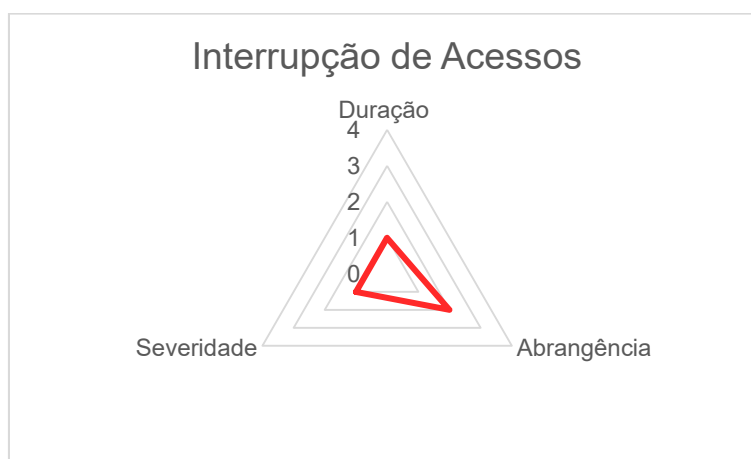 Interrupção de Acessos
Duração
4
3
2
1
0
Severidade
Abrangência